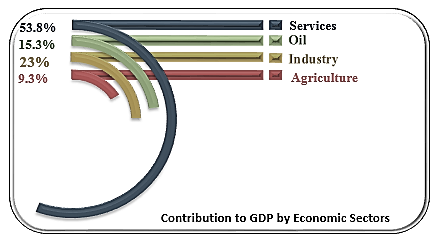 53.8% Services
15.3% Oil
23% Industry
9.3% Agriculture
Contribution to GDP by Economic Sectors